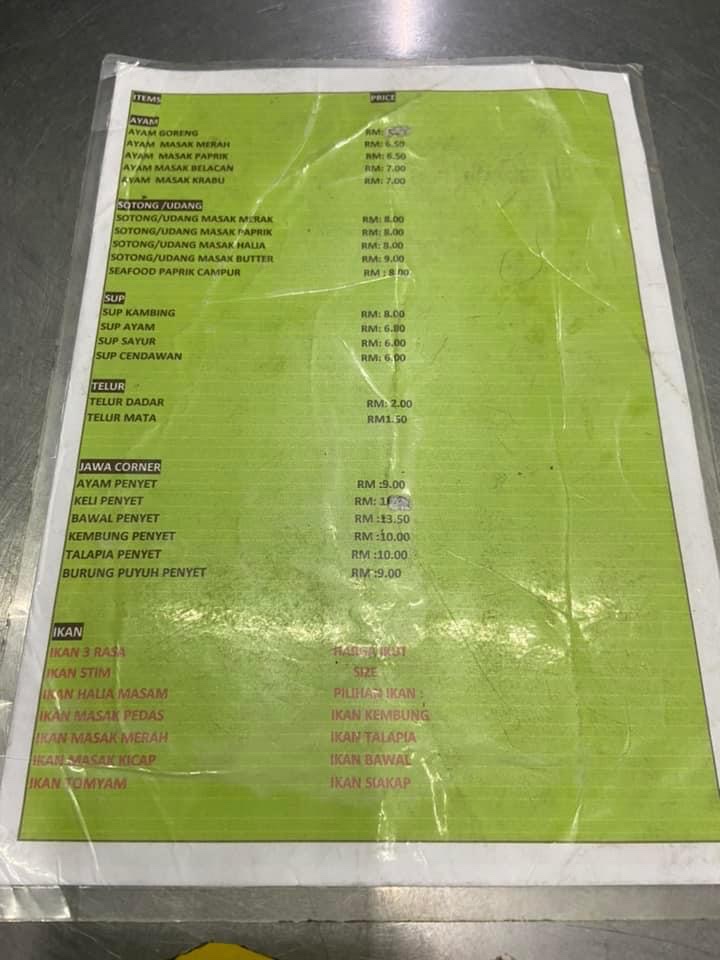 ITEMS PRICE
AYAM
AYAM GORENG RM:
AYAM MASAK MERAH RM: 6.50
AYAM MASAK PAPRIK RM: 6.50
AYAM MASAK BELACAN RM: 7.00
AYAM MASAK KRABU RM: 7.00
SOTONG /UDANG
SOTONG/UDANG MASAK MERAK RM: 8.00
SOTONG/UDANG MASAK PAPRIK RM: 8.00
SOTONG/UDANG MASAK HALIA RM: 8.00
SOTONG/UDANG MASAK BUTTER RM: 9.00
SEAFOOD PAPRIK CAMPUR RM : 8.00
SUP
SUP KAMBING RM: 8.00
SUP AYAM RM: 6.80
SUP SAYUR RM: 6.00
SUP CENDAWAN RM: 6.00
TELUR
TELUR DADAR RM: 2.00
TELUR MATA RM1.50
JAWA CORNER
AYAM PENYET RM :9.00
KELI PENYET RM:
BAWAL PENYET RM :13.50
KEMBUNG PENYET RM :10.00
TALAPIA PENYET RM :10.00
BURUNG PUYUH PENYET RM :9.00
IKAN
IKAN 3 RASA HARGA IKUT
IKAN STIM SIZE
IKAN HALIA MASAM PILIHAN IKAN :
IKAN MASAK PEDAS IKAN KEMBUNG
IKAN MASAK MERAH IKAN TALAPIA
IKAN MASAK KICAP IKAN BAWAL
IKAN TOMYAM IKAN SIAKAP